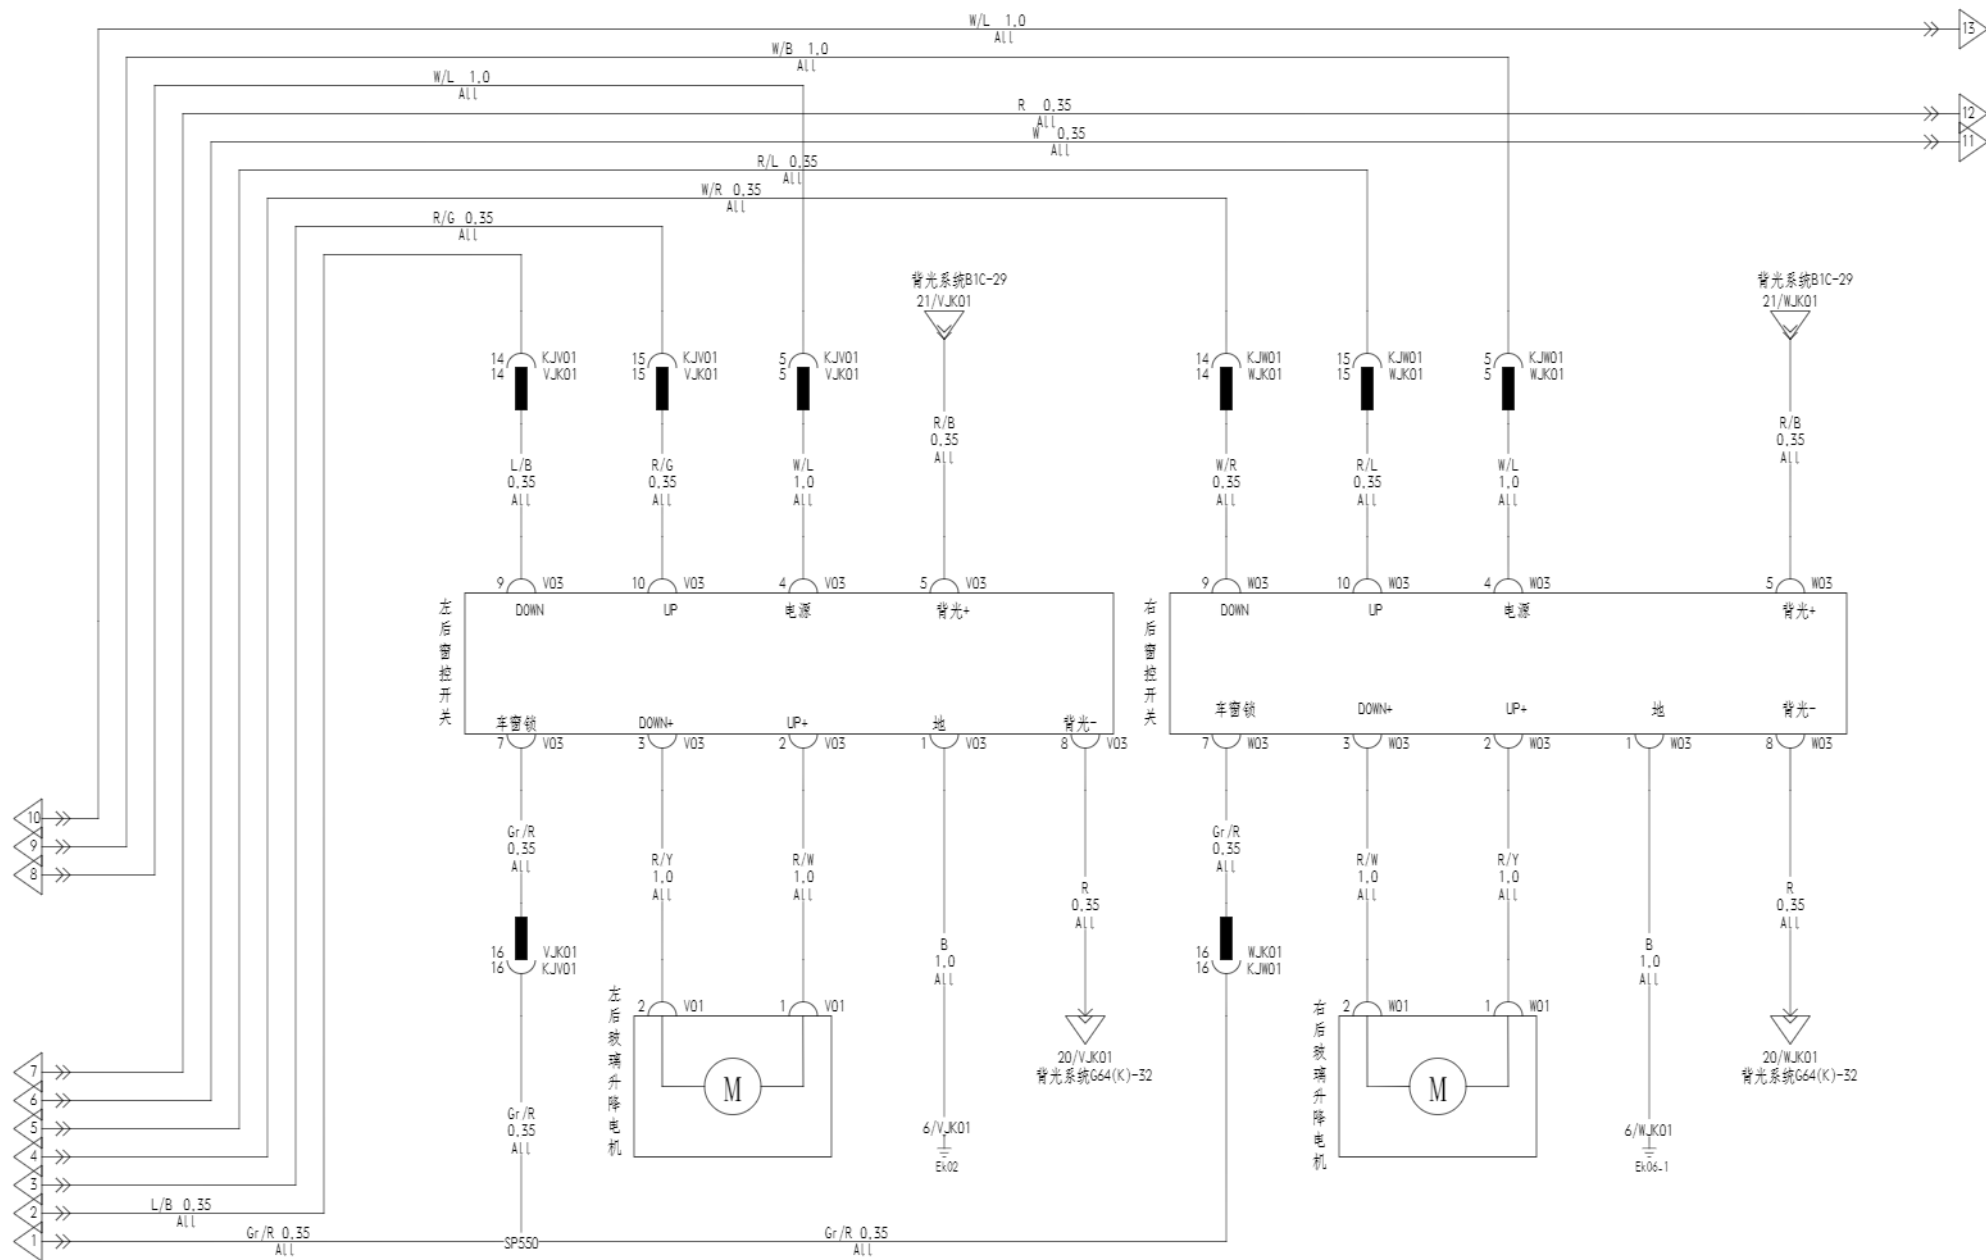 W/L 1,0
All
13
W/B 1,0
All
W/L 1,0
All
R 0,35
All
12
W 0,35
All
11
R/L 0,35
All
W/R 0,35
All
R/G 0,35
All
背光系统B1C-29
21/VJK01
背光系统B1C-29
21/WJK01
14 KJV01
14 VJK01
15 KJV01
15 VJK01
5 KJV01
5 VJK01
14 KJW01
14 WJK01
15 KJW01
15 WJK01
5 KJW01
5 WJK01
L/B
0,35
All
R/G
0,35
All
W/L
1,0
All
R/B
0,35
All
W/R
0,35
All
R/L
0,35
All
W/L
1,0
All
R/B
0,35
All
9 V03
10 V03
4 V03
5 V03
9 W03
10 W03
4 W03
5 W03
左后窗控开关
DOWN
UP
电源
背光+
右后窗控开关
DOWN
UP
电源
背光+
车窗锁
DOWN+
UP+
地
背光-
车窗锁
DOWN+
UP+
地
背光-
7 V03
3 V03
2 V03
1 V03
8 V03
7 W03
3 W03
2 W03
1 W03
8 W03
10
9
8
Gr/R
0,35
All
R/Y
1,0
All
R/W
1,0
All
B
1,0
All
R
0,35
All
Gr/R
0,35
All
R/W
1,0
All
R/Y
1,0
All
B
1,0
All
R
0,35
All
16 VJK01
16 KJV01
16 WJK01
16 KJW01
左后玻璃升降电机
2 V01
1 V01
M
右后玻璃升降电机
2 W01
1 W01
M
20/VJK01
背光系统G64(K)-32
20/WJK01
背光系统G64(K)-32
6/VJK01
Ek02
6/WJK01
Ek06-1
Gr/R
0,35
All
7
6
5
4
3
2
L/B 0,35
All
1
Gr/R 0,35
All
SP550
Gr/R 0,35
All